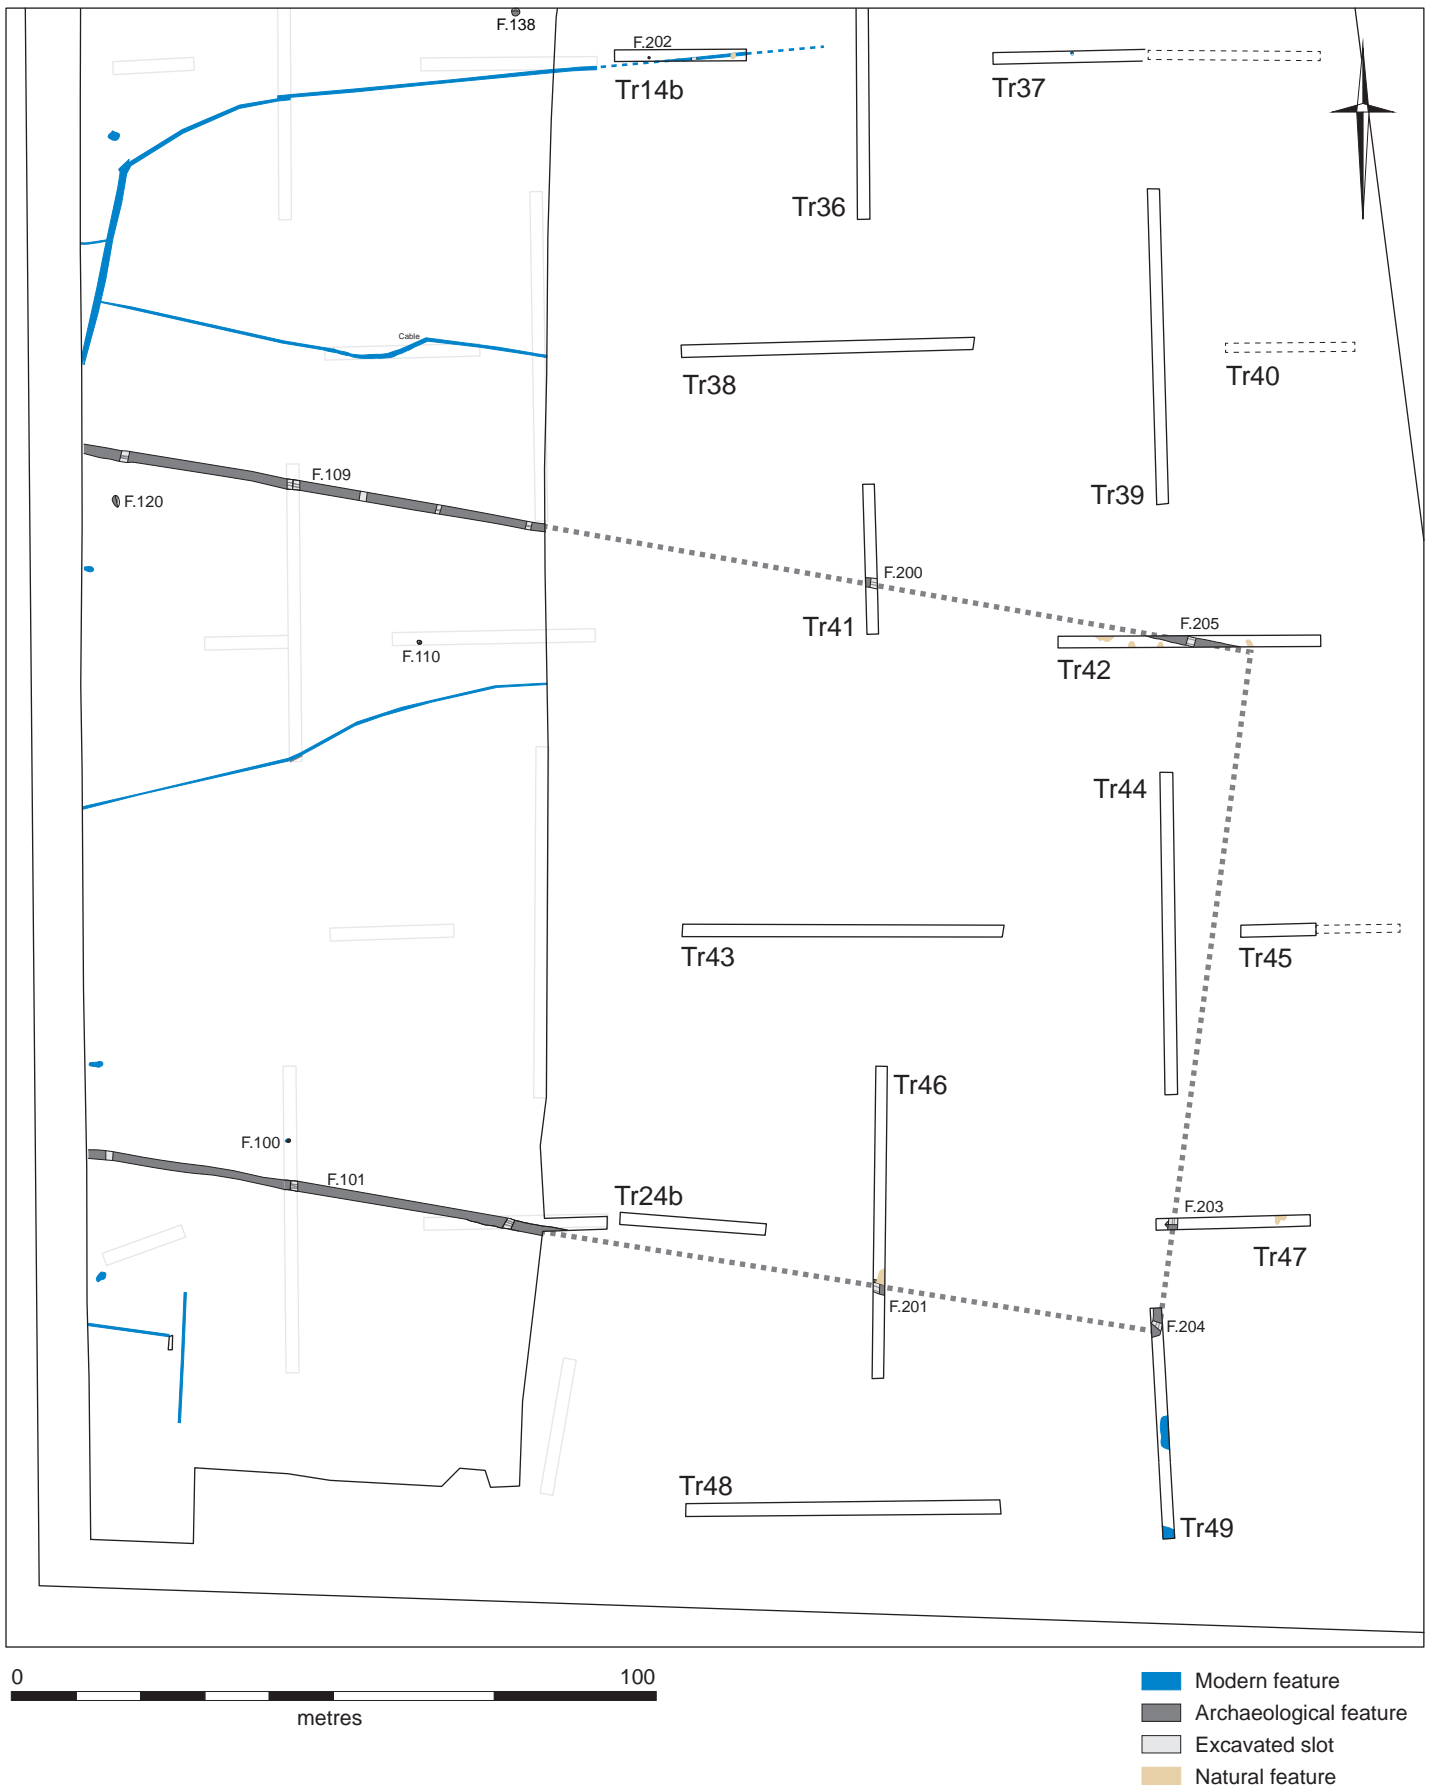 F.138
F.202
Tr14b
Tr37
Tr36
Cable
Tr38
Tr40
F.109
Tr39
F.120
F.200
Tr41
F.205
F.110
Tr42
Tr44
Tr43
Tr45
Tr46
F.100
F.101
Tr24b
F.203
Tr47
F.201
F.204
Tr48
Tr49
0 100
metres
Modern feature
Archaeological feature
Excavated slot
Natural feature